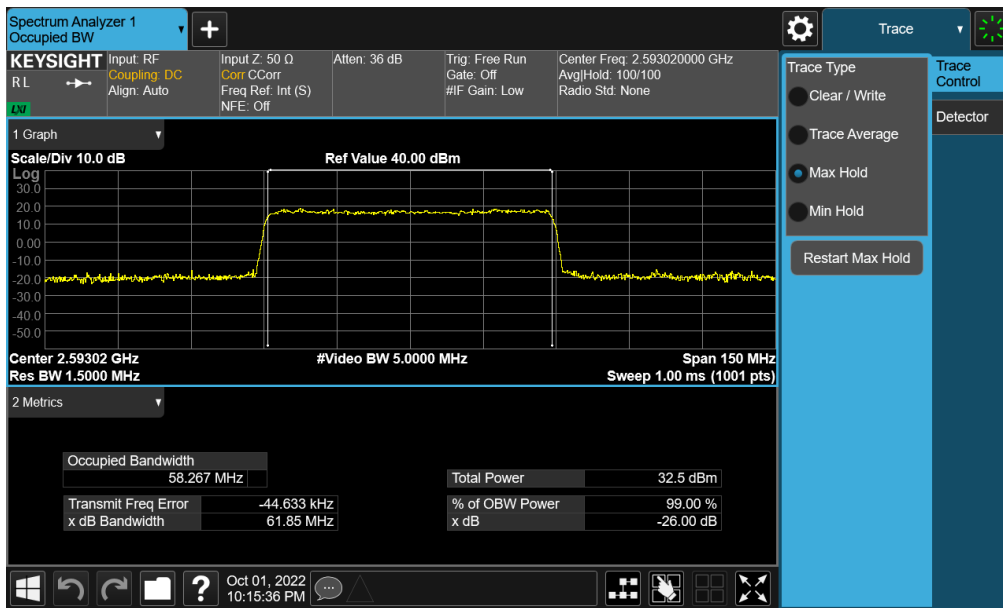 Spectrum Analyzer 1
Occupied BW
Trace
KEYSIGHT
R L
LXI
Input: RF
Coupling: DC
Align: Auto
Input Z: 50 Ω
Corr CCorr
Freq Ref: Int (S)
NFE: Off
Atten: 36 dB
Trig: Free Run
Gate: Off
#IF Gain: Low
Center Freq: 2.593020000 GHz
Avg|Hold: 100/100
Radio Std: None
Trace Type
Clear / Write
Trace Average
Max Hold
Min Hold
Restart Max Hold
Trace
Control
Detector
1 Graph
Scale/Div 10.0 dB
Ref Value 40.00 dBm
Log
30.0
20.0
10.0
0.00
-10.0
-20.0
-30.0
-40.0
-50.0
Center 2.59302 GHz
#Video BW 5.0000 MHz
Span 150 MHz
Res BW 1.5000 MHz
Sweep 1.00 ms (1001 pts)
2 Metrics
Occupied Bandwidth
58.267 MHz
Total Power 32.5 dBm
Transmit Freq Error -44.633 kHz
% of OBW Power 99.00 %
x dB Bandwidth 61.85 MHz
x dB -26.00 dB
?
Oct 01, 2022
10:15:36 PM